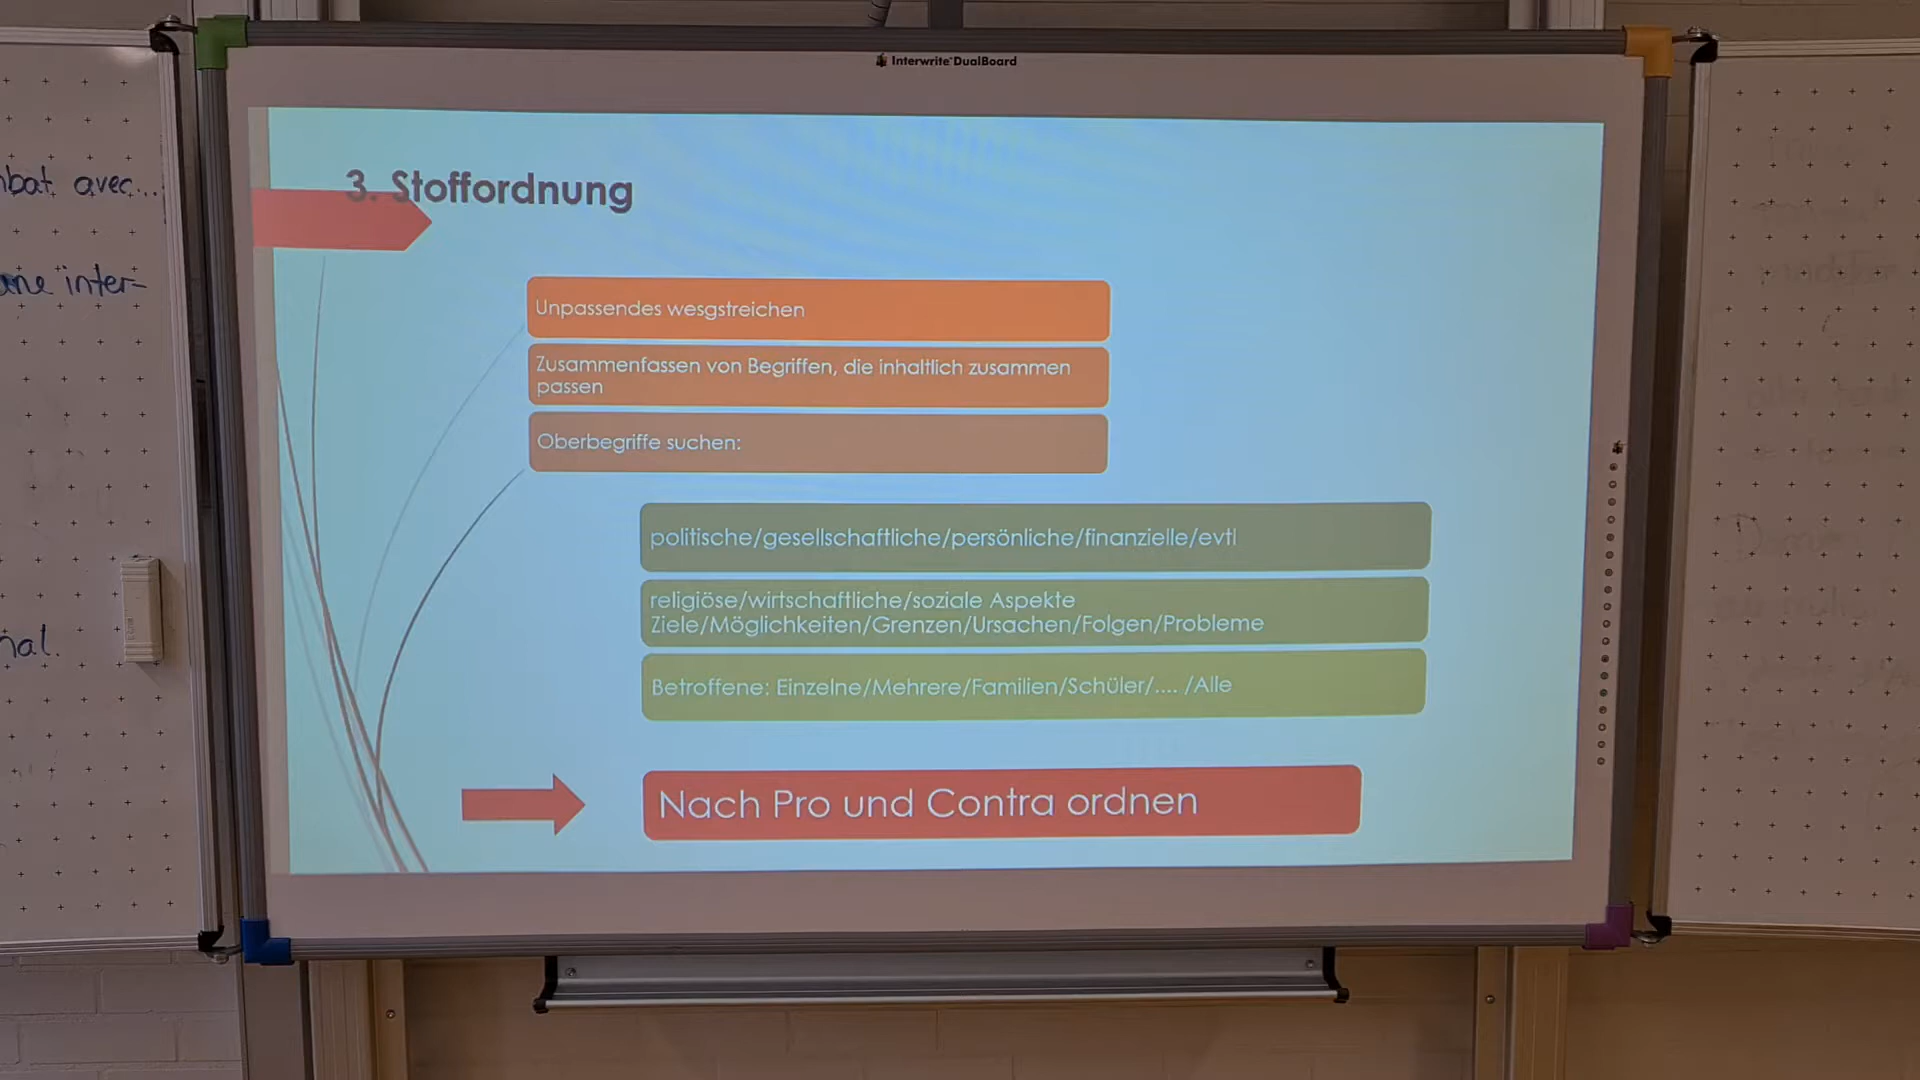 Interwrite DualBoard
3. Stoffordnung
Unpassendes wesgstreichen
Zusammenfassen von Begriffen, die inhaltlich zusammen
passen
Oberbegriffe suchen:
politische/gesellschaftliche/persönliche/finanzielle/evtl
religiöse/wirtschaftliche/soziale Aspekte
Ziele/Möglichkeiten/Grenzen/Ursachen/Folgen/Probleme
Betroffene: Einzelne/Mehrere/Familien/Schüler/.... /Alle
Nach Pro und Contra ordnen
avec...
inter-